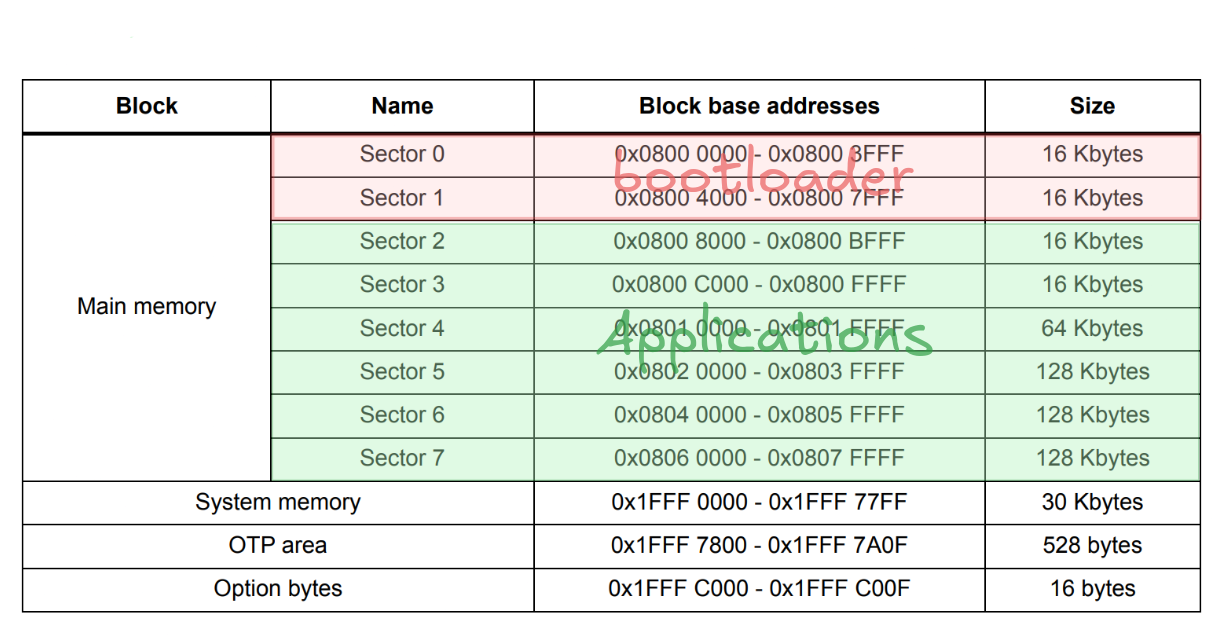 Block Name Block base addresses Size
Sector 0 0x0800 0000 - 0x0800 3FFF 16 Kbytes
bootloader
Sector 1 0x0800 4000 - 0x0800 7FFF 16 Kbytes
Sector 2 0x0800 8000 - 0x0800 BFFF 16 Kbytes
Sector 3 0x0800 C000 - 0x0800 FFFF 16 Kbytes
Main memory
Sector 4 0x0801 0000 - 0x0801 FFFF 64 Kbytes
Applications
Sector 5 0x0802 0000 - 0x0803 FFFF 128 Kbytes
Sector 6 0x0804 0000 - 0x0805 FFFF 128 Kbytes
Sector 7 0x0806 0000 - 0x0807 FFFF 128 Kbytes
System memory 0x1FFF 0000 - 0x1FFF 77FF 30 Kbytes
OTP area 0x1FFF 7800 - 0x1FFF 7A0F 528 bytes
Option bytes 0x1FFF C000 - 0x1FFF C00F 16 bytes